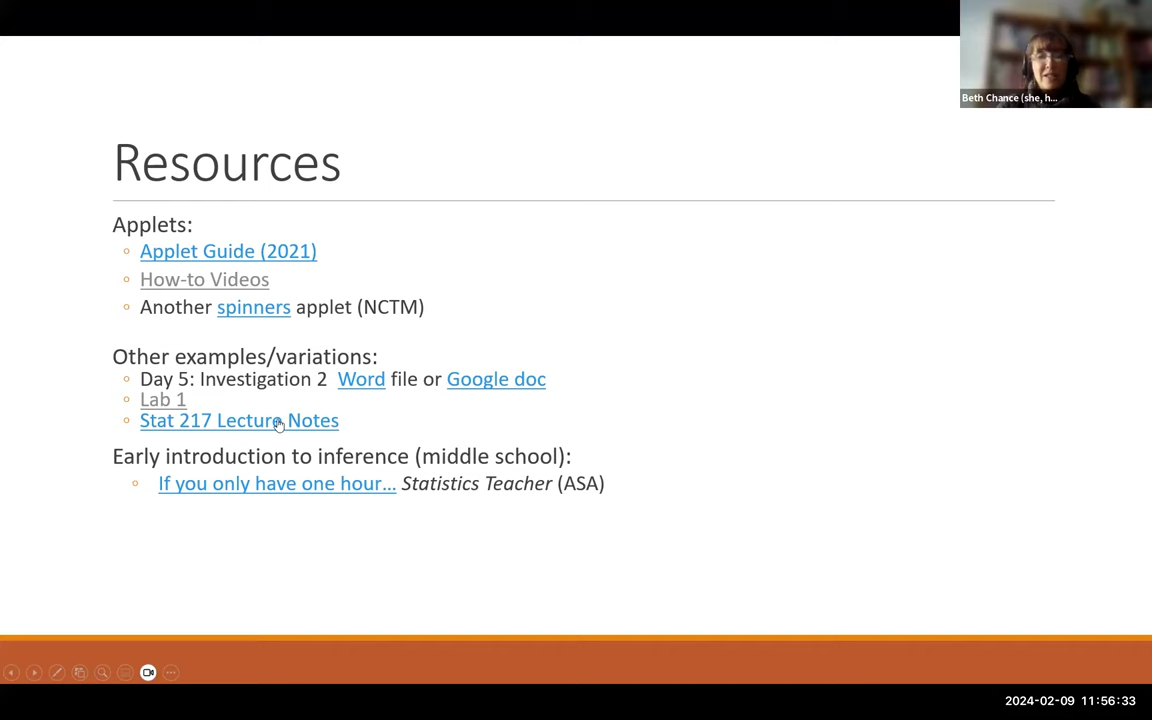 Beth Chance (she, h...
Resources
Applets:
Applet Guide (2021)
How-to Videos
Another spinners applet (NCTM)
Other examples/variations:
Day 5: Investigation 2 Word file or Google doc
Lab 1
Stat 217 Lecture Notes
Early introduction to inference (middle school):
If you only have one hour... Statistics Teacher (ASA)
2024-02-09 11:56:33